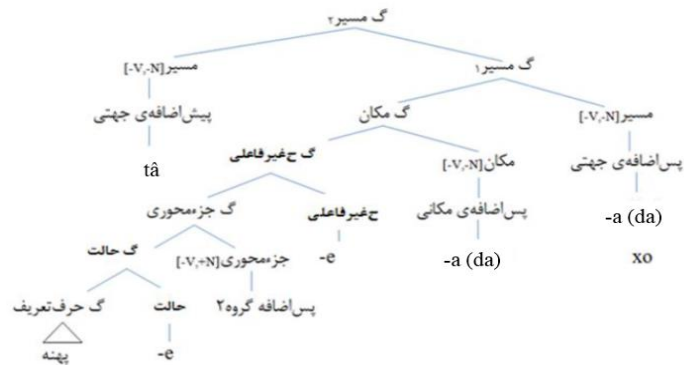 گ مسیر۲
مسیر[-V,-N]
گ مسیر۱
پیش‌اضافه‌ی جهتی
گ مکان
مسیر[-V,-N]
tâ
گ ح‌غیرفاعلی
مکان[-V,-N]
پس‌اضافه‌ی جهتی
گ جزءمحوری
ح‌غیرفاعلی
پس‌اضافه‌ی مکانی
-a (da)
گ حالت
جزءمحوری[-V,+N]
-e
-a (da)
xo
گ حرف‌تعریف
حالت
پس‌اضافه گروه۲
پهنه
-e